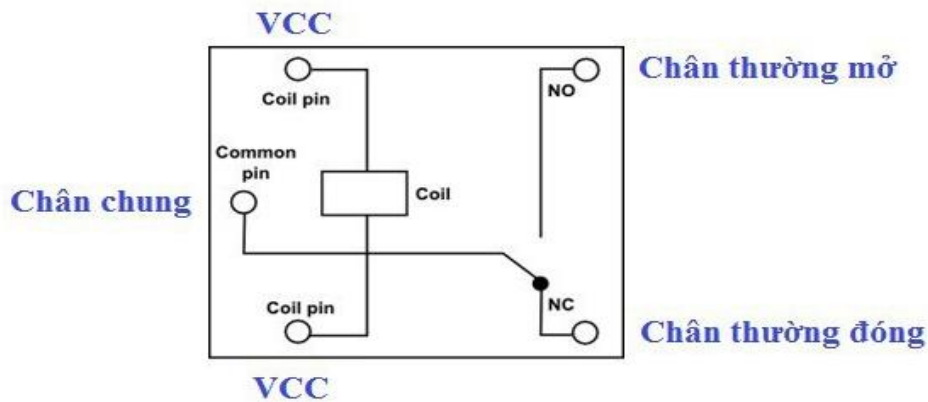 VCC
Chân thường mở
Coil pin
NO
Common
pin
Coil
Chân chung
Coil pin
NC
Chân thường đóng
VCC